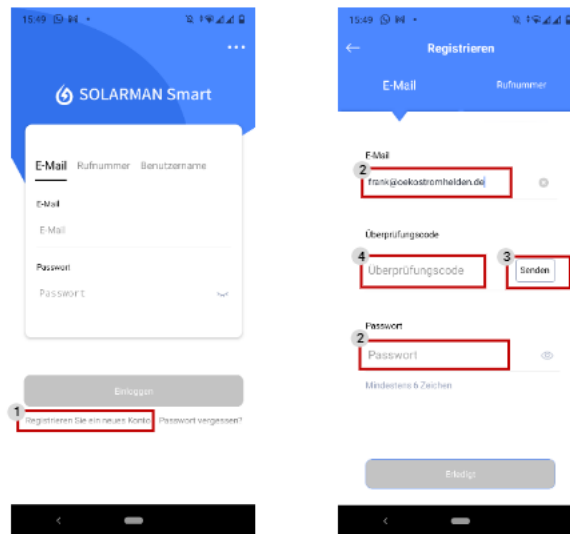 15:49
SOLARMAN Smart
E-Mail Rufnummer Benutzername
E-Mail
E-Mail
Passwort
Passwort
Einloggen
1
Registrieren Sie ein neues Konto Passwort vergessen?
15:49
Registrieren
E-Mail Rufnummer
E-Mail
2
frank@oekostromhelden.de
Überprüfungscode
4
Überprüfungscode
3
Senden
Passwort
2
Passwort
Mindestens 6 Zeichen
Erledigt